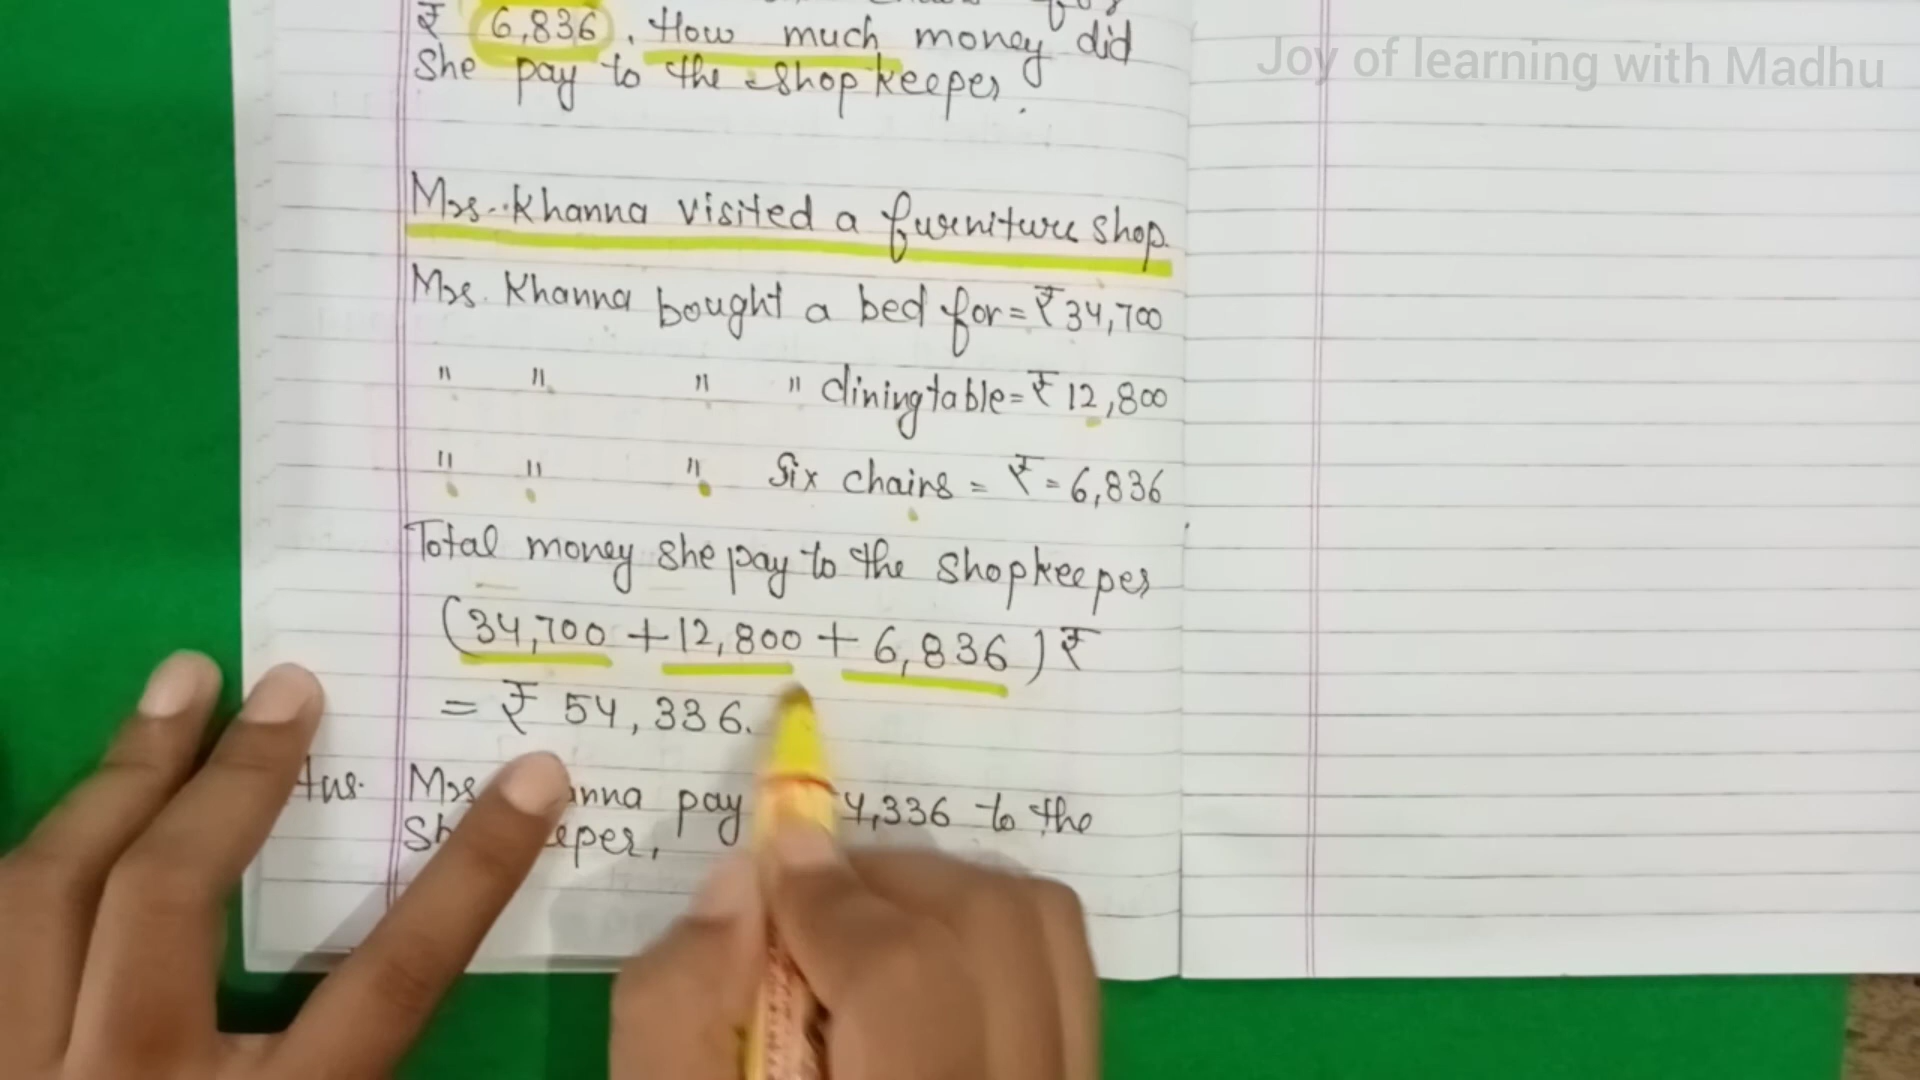 ₹ 6,836. How much money did
She pay to the shopkeeper.
Joy of learning with Madhu
Mrs. Khanna visited a furniture shop.
Mrs. Khanna bought a bed for = ₹ 34,700
" " " " dining table = ₹ 12,800
" " " Six chairs = ₹ = 6,836
Total money she pay to the shopkeeper
(34,700 + 12,800 + 6,836) ₹
= ₹ 54,336.
Ans. Mrs pay 4,336 to the